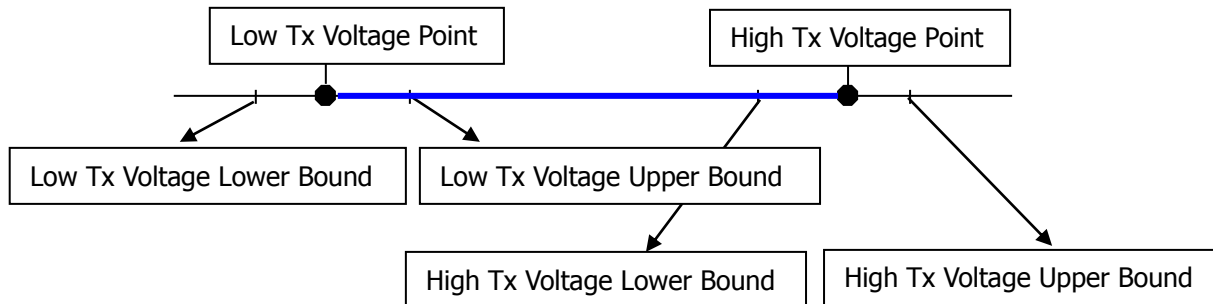 Low Tx Voltage Point
High Tx Voltage Point
Low Tx Voltage Lower Bound
Low Tx Voltage Upper Bound
High Tx Voltage Lower Bound
High Tx Voltage Upper Bound